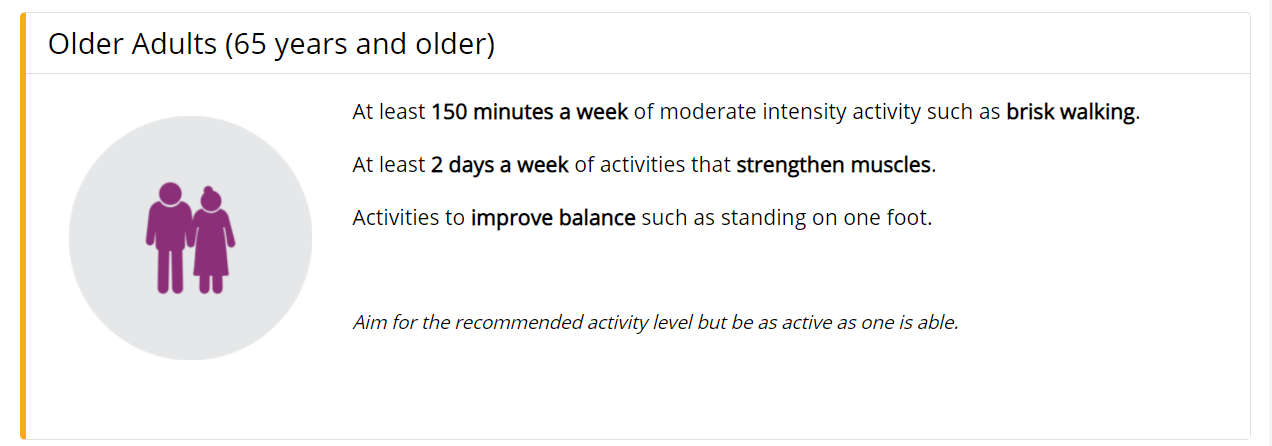 Older Adults (65 years and older)
At least 150 minutes a week of moderate intensity activity such as brisk walking.
At least 2 days a week of activities that strengthen muscles.
Activities to improve balance such as standing on one foot.
Aim for the recommended activity level but be as active as one is able.